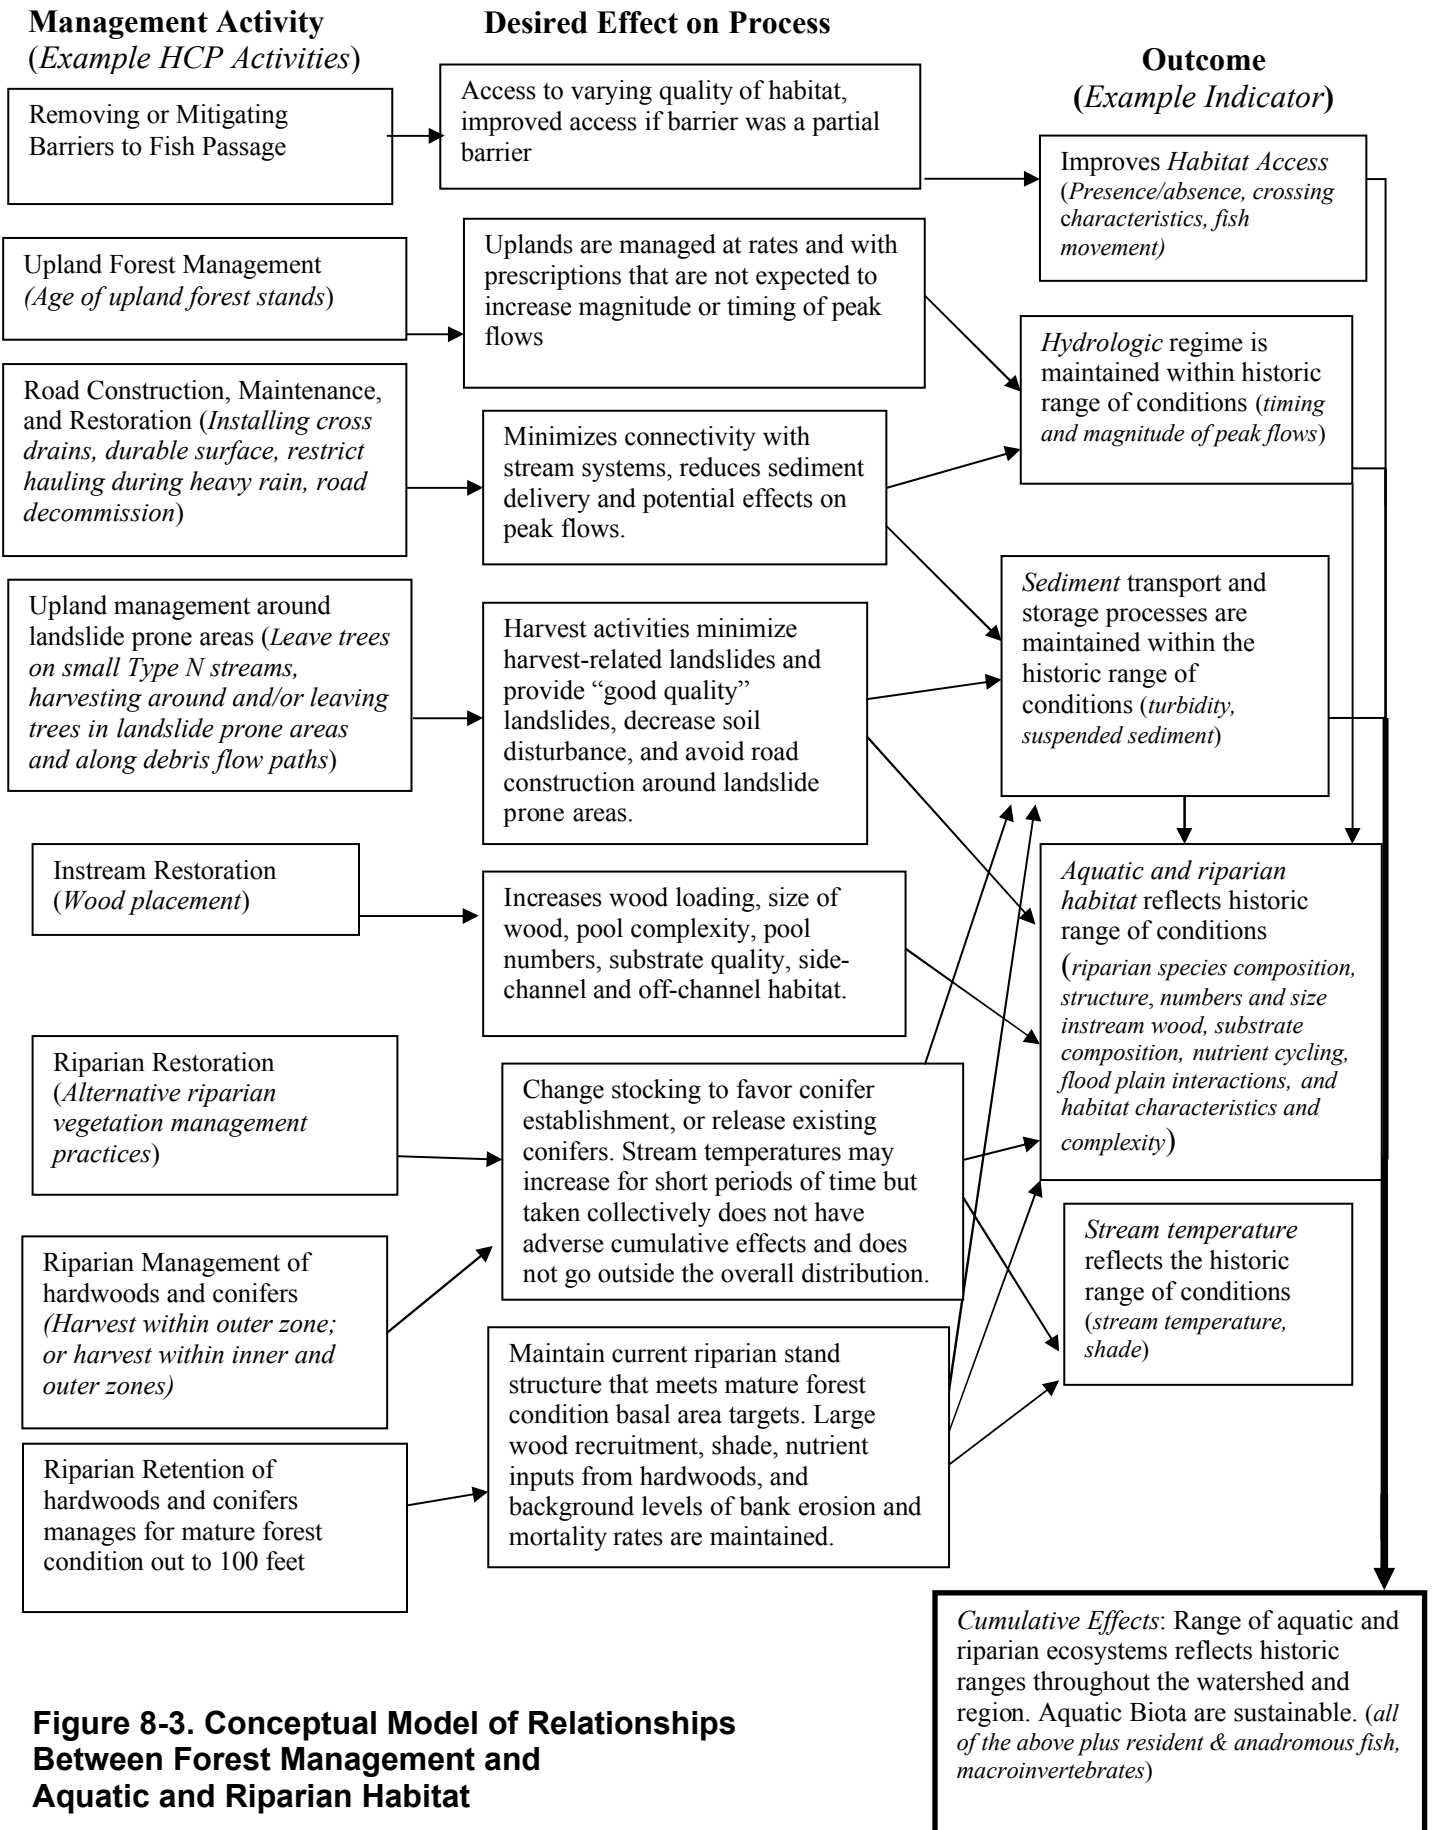 Management Activity
(Example HCP Activities)
Desired Effect on Process
Outcome
(Example Indicator)
Removing or Mitigating
Barriers to Fish Passage
Access to varying quality of habitat,
improved access if barrier was a partial
barrier
Improves Habitat Access
(Presence/absence, crossing
characteristics, fish
movement)
Upland Forest Management
(Age of upland forest stands)
Uplands are managed at rates and with
prescriptions that are not expected to
increase magnitude or timing of peak
flows
Hydrologic regime is
maintained within historic
range of conditions (timing
and magnitude of peak flows)
Road Construction, Maintenance,
and Restoration (Installing cross
drains, durable surface, restrict
hauling during heavy rain, road
decommission)
Minimizes connectivity with
stream systems, reduces sediment
delivery and potential effects on
peak flows.
Sediment transport and
storage processes are
maintained within the
historic range of
conditions (turbidity,
suspended sediment)
Upland management around
landslide prone areas (Leave trees
on small Type N streams,
harvesting around and/or leaving
trees in landslide prone areas
and along debris flow paths)
Harvest activities minimize
harvest-related landslides and
provide “good quality”
landslides, decrease soil
disturbance, and avoid road
construction around landslide
prone areas.
Instream Restoration
(Wood placement)
Increases wood loading, size of
wood, pool complexity, pool
numbers, substrate quality, side-
channel and off-channel habitat.
Aquatic and riparian
habitat reflects historic
range of conditions
(riparian species composition,
structure, numbers and size
instream wood, substrate
composition, nutrient cycling,
flood plain interactions, and
habitat characteristics and
complexity)
Riparian Restoration
(Alternative riparian
vegetation management
practices)
Change stocking to favor conifer
establishment, or release existing
conifers. Stream temperatures may
increase for short periods of time but
taken collectively does not have
adverse cumulative effects and does
not go outside the overall distribution.
Stream temperature
reflects the historic
range of conditions
(stream temperature,
shade)
Riparian Management of
hardwoods and conifers
(Harvest within outer zone;
or harvest within inner and
outer zones)
Maintain current riparian stand
structure that meets mature forest
condition basal area targets. Large
wood recruitment, shade, nutrient
inputs from hardwoods, and
background levels of bank erosion and
mortality rates are maintained.
Riparian Retention of
hardwoods and conifers
manages for mature forest
condition out to 100 feet
Cumulative Effects: Range of aquatic and
riparian ecosystems reflects historic
ranges throughout the watershed and
region. Aquatic Biota are sustainable. (all
of the above plus resident & anadromous fish,
macroinvertebrates)
Figure 8-3. Conceptual Model of Relationships
Between Forest Management and
Aquatic and Riparian Habitat